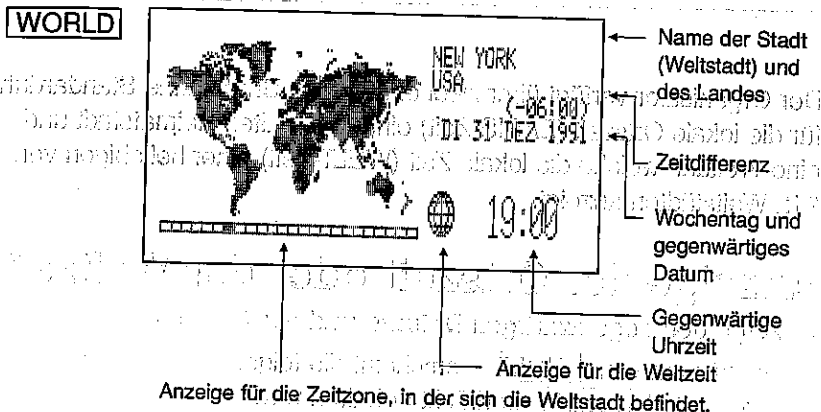 WORLD
NEW YORK
USA
(-06:00)
DI 31 DEZ 1991
19:00
Name der Stadt
(Weltstadt) und
des Landes
Zeitdifferenz
Wochentag und
gegenwärtiges
Datum
Gegenwärtige
Uhrzeit
Anzeige für die Weltzeit
Anzeige für die Zeitzone, in der sich die Weltstadt befindet.